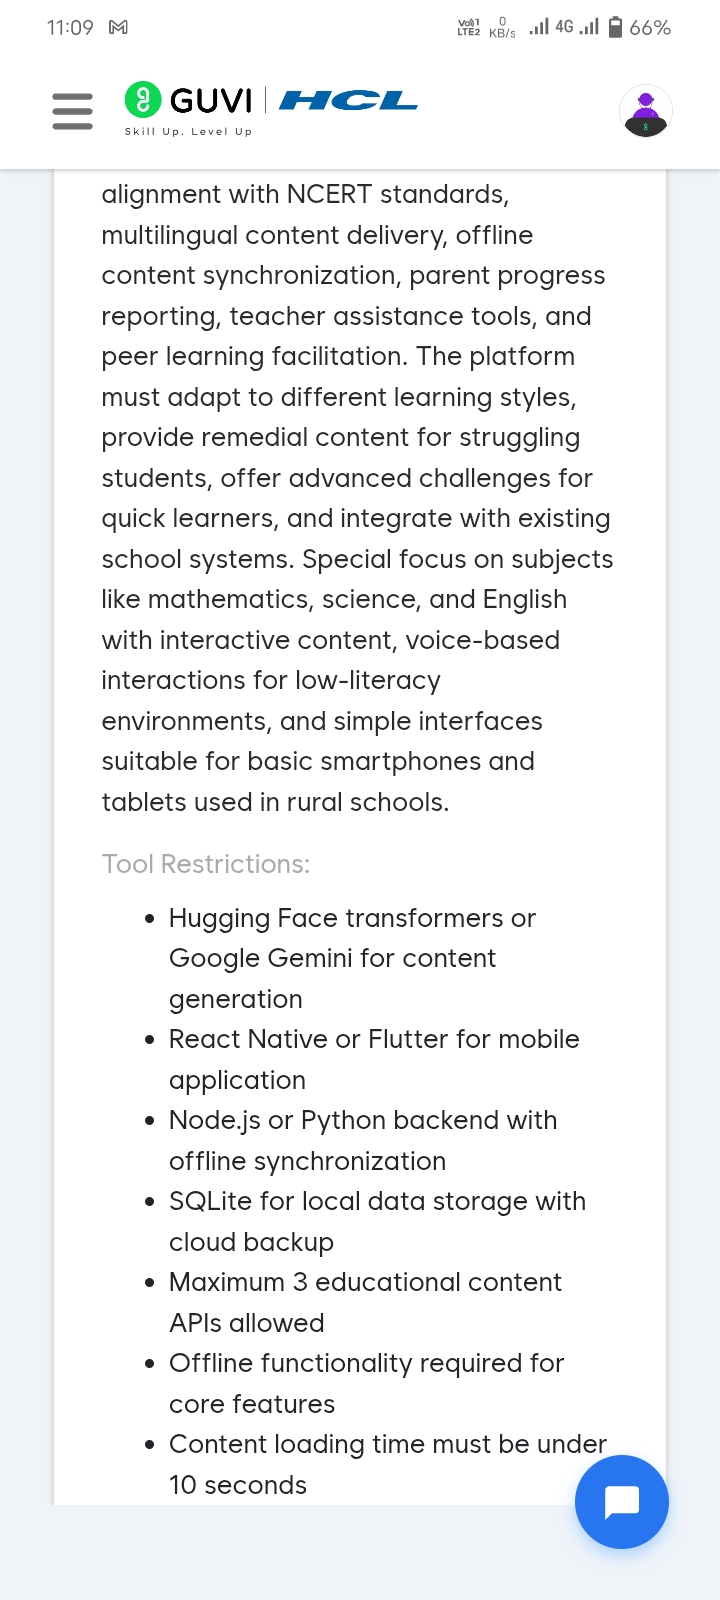 11:09
Vo))1 LTE2
0 KB/s
4G
66%
GUVI | HCL
Skill Up. Level Up
alignment with NCERT standards,
multilingual content delivery, offline
content synchronization, parent progress
reporting, teacher assistance tools, and
peer learning facilitation. The platform
must adapt to different learning styles,
provide remedial content for struggling
students, offer advanced challenges for
quick learners, and integrate with existing
school systems. Special focus on subjects
like mathematics, science, and English
with interactive content, voice-based
interactions for low-literacy
environments, and simple interfaces
suitable for basic smartphones and
tablets used in rural schools.
Tool Restrictions:
• Hugging Face transformers or
Google Gemini for content
generation
• React Native or Flutter for mobile
application
• Node.js or Python backend with
offline synchronization
• SQLite for local data storage with
cloud backup
• Maximum 3 educational content
APIs allowed
• Offline functionality required for
core features
• Content loading time must be under
10 seconds